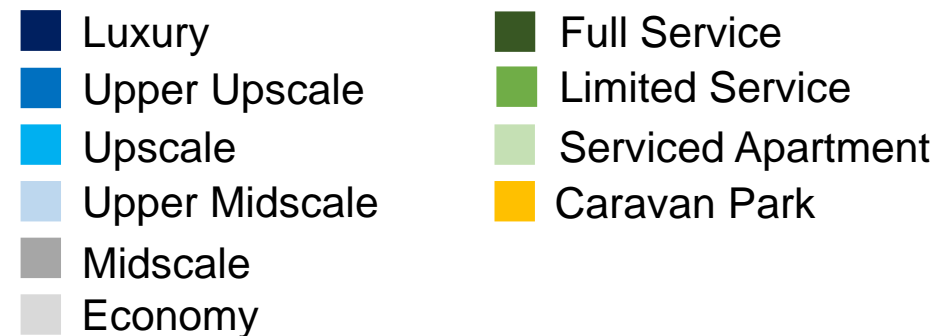 Luxury
Upper Upscale
Upscale
Upper Midscale
Midscale
Economy
Full Service
Limited Service
Serviced Apartment
Caravan Park